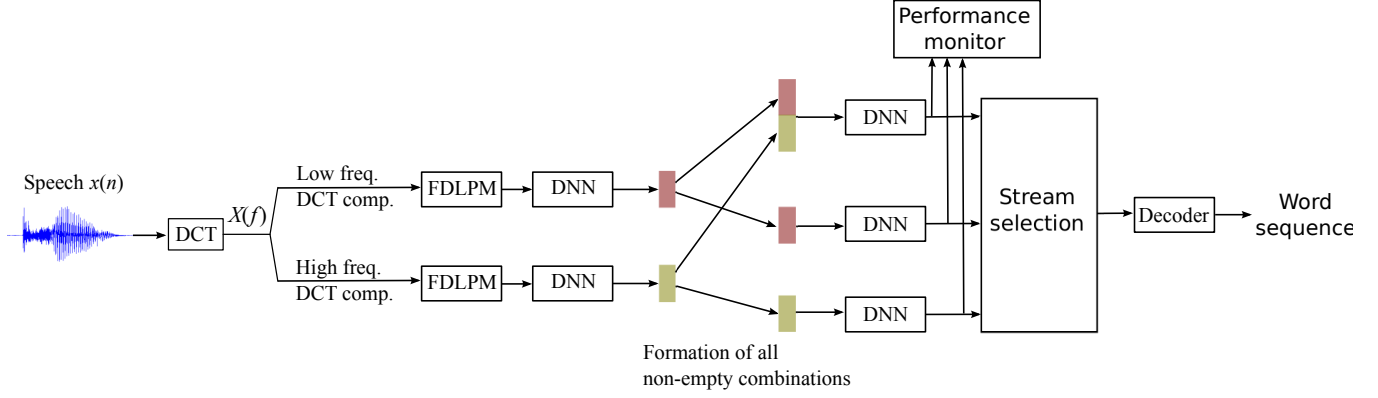 Performance
monitor
Speech x(n)
DCT
X(f)
Low freq.
DCT comp.
FDLPM
DNN
High freq.
DCT comp.
FDLPM
DNN
Formation of all
non-empty combinations
DNN
DNN
DNN
Stream
selection
Decoder
Word
sequence